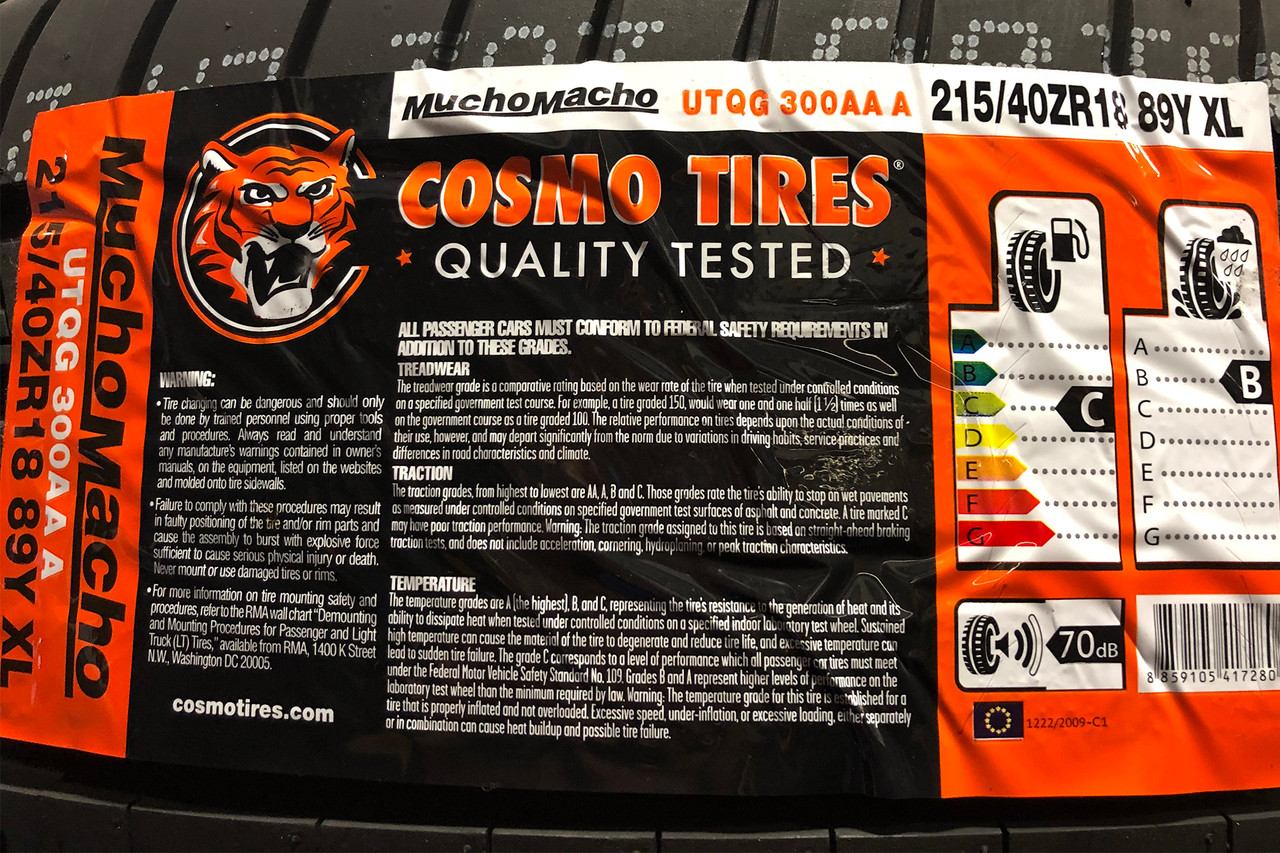 MuchoMacho UTQG 300AA A 215/40ZR18 89Y XL
MuchoMacho
UTQG 300AA A
215/40ZR18 89Y XL
COSMO TIRES®
QUALITY TESTED
WARNING:
• Tire changing can be dangerous and should only
be done by trained personnel using proper tools
and procedures. Always read and understand
any manufacture's warnings contained in owner's
manuals, on the equipment, listed on the websites
and molded onto tire sidewalls.
• Failure to comply with these procedures may result
in faulty positioning of the tire and/or rim parts and
cause the assembly to burst with explosive force
sufficient to cause serious physical injury or death.
Never mount or use damaged tires or rims.
• For more information on tire mounting safety and
procedures, refer to the RMA wall chart "Demounting
and Mounting Procedures for Passenger and Light
Truck (LT) Tires," available from RMA, 1400 K Street
N.W., Washington DC 20005.
cosmotires.com
ALL PASSENGER CARS MUST CONFORM TO FEDERAL SAFETY REQUIREMENTS IN
ADDITION TO THESE GRADES.
TREADWEAR
The treadwear grade is a comparative rating based on the wear rate of the tire when tested under controlled conditions
on a specified government test course. For example, a tire graded 150, would wear one and one half (1 ½) times as well
on the government course as a tire graded 100. The relative performance on tires depends upon the actual conditions of -
their use, however, and may depart significantly from the norm due to variations in driving habits, service practices and
differences in road characteristics and climate.
TRACTION
The traction grades, from highest to lowest are AA, A, B and C. Those grades rate the tire's ability to stop on wet pavements
as measured under controlled conditions on specified government test surfaces of asphalt and concrete. A tire marked C
may have poor traction performance. Warning: The traction grade assigned to this tire is based on straight-ahead braking
traction tests, and does not include acceleration, cornering, hydroplaning, or peak traction characteristics.
TEMPERATURE
The temperature grades are A (the highest), B, and C, representing the tire's resistance to the generation of heat and its
ability to dissipate heat when tested under controlled conditions on a specified indoor laboratory test wheel. Sustained
high temperature can cause the material of the tire to degenerate and reduce tire life, and excessive temperature can
lead to sudden tire failure. The grade C corresponds to a level of performance which all passenger car tires must meet
under the Federal Motor Vehicle Safety Standard No. 109. Grades B and A represent higher levels of performance on the
laboratory test wheel than the minimum required by law. Warning: The temperature grade for this tire is established for a
tire that is properly inflated and not overloaded. Excessive speed, under-inflation, or excessive loading, either separately
or in combination can cause heat buildup and possible tire failure.
A
B
C C
D
E
F
G
A
B B
C
D
E
F
G
70dB
8 859105 417280
1222/2009-C1